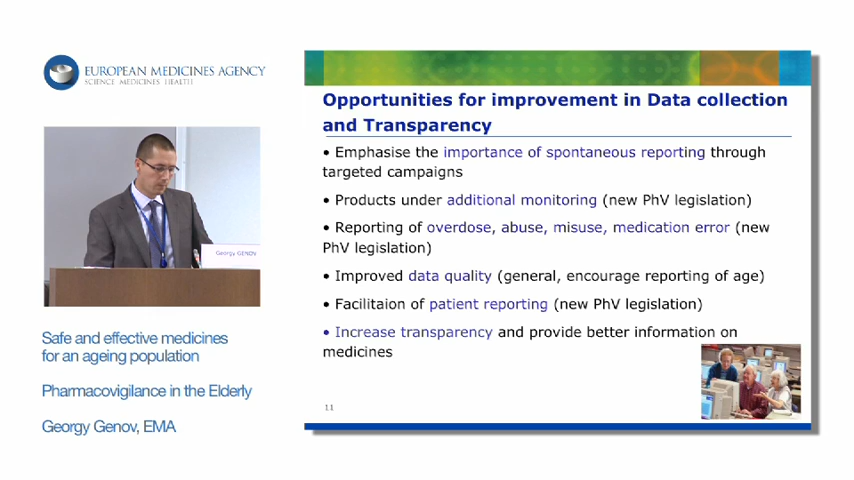 EUROPEAN MEDICINES AGENCY
SCIENCE MEDICINES HEALTH
Georgy GENOV
Safe and effective medicines
for an ageing population
Pharmacovigilance in the Elderly
Georgy Genov, EMA
Opportunities for improvement in Data collection
and Transparency
• Emphasise the importance of spontaneous reporting through
targeted campaigns
• Products under additional monitoring (new PhV legislation)
• Reporting of overdose, abuse, misuse, medication error (new
PhV legislation)
• Improved data quality (general, encourage reporting of age)
• Facilitaion of patient reporting (new PhV legislation)
• Increase transparency and provide better information on
medicines
11